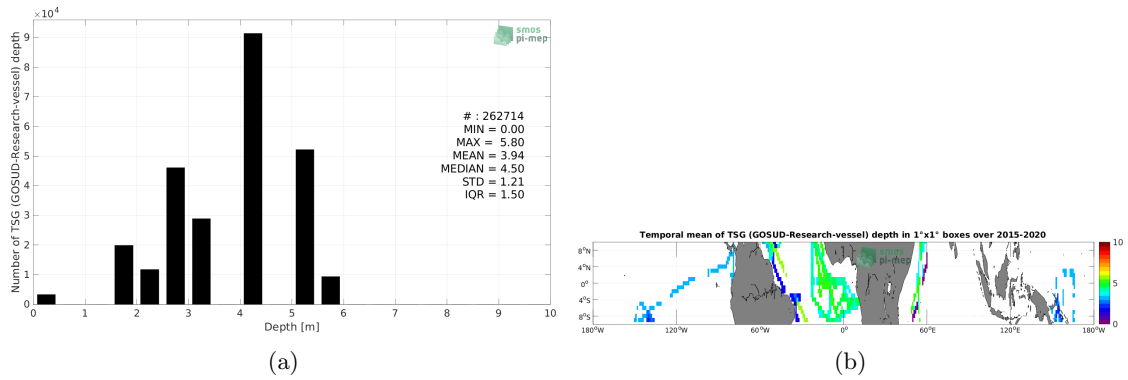 ×10⁴
9
8
7
6
5
4
3
2
1
0
Number of TSG (GOSUD-Research-vessel) depth
smos
pi-mep
# : 262714
MIN = 0.00
MAX = 5.80
MEAN = 3.94
MEDIAN = 4.50
STD = 1.21
IQR = 1.50
0 1 2 3 4 5 6 7 8 9 10
Depth [m]
(a)
Temporal mean of TSG (GOSUD-Research-vessel) depth in 1°x1° boxes over 2015-2020
smos
pi-mep
8°N
4°N
0°
4°S
8°S
180°W 120°W 60°W 0° 60°E 120°E 180°W
10
5
0
(b)